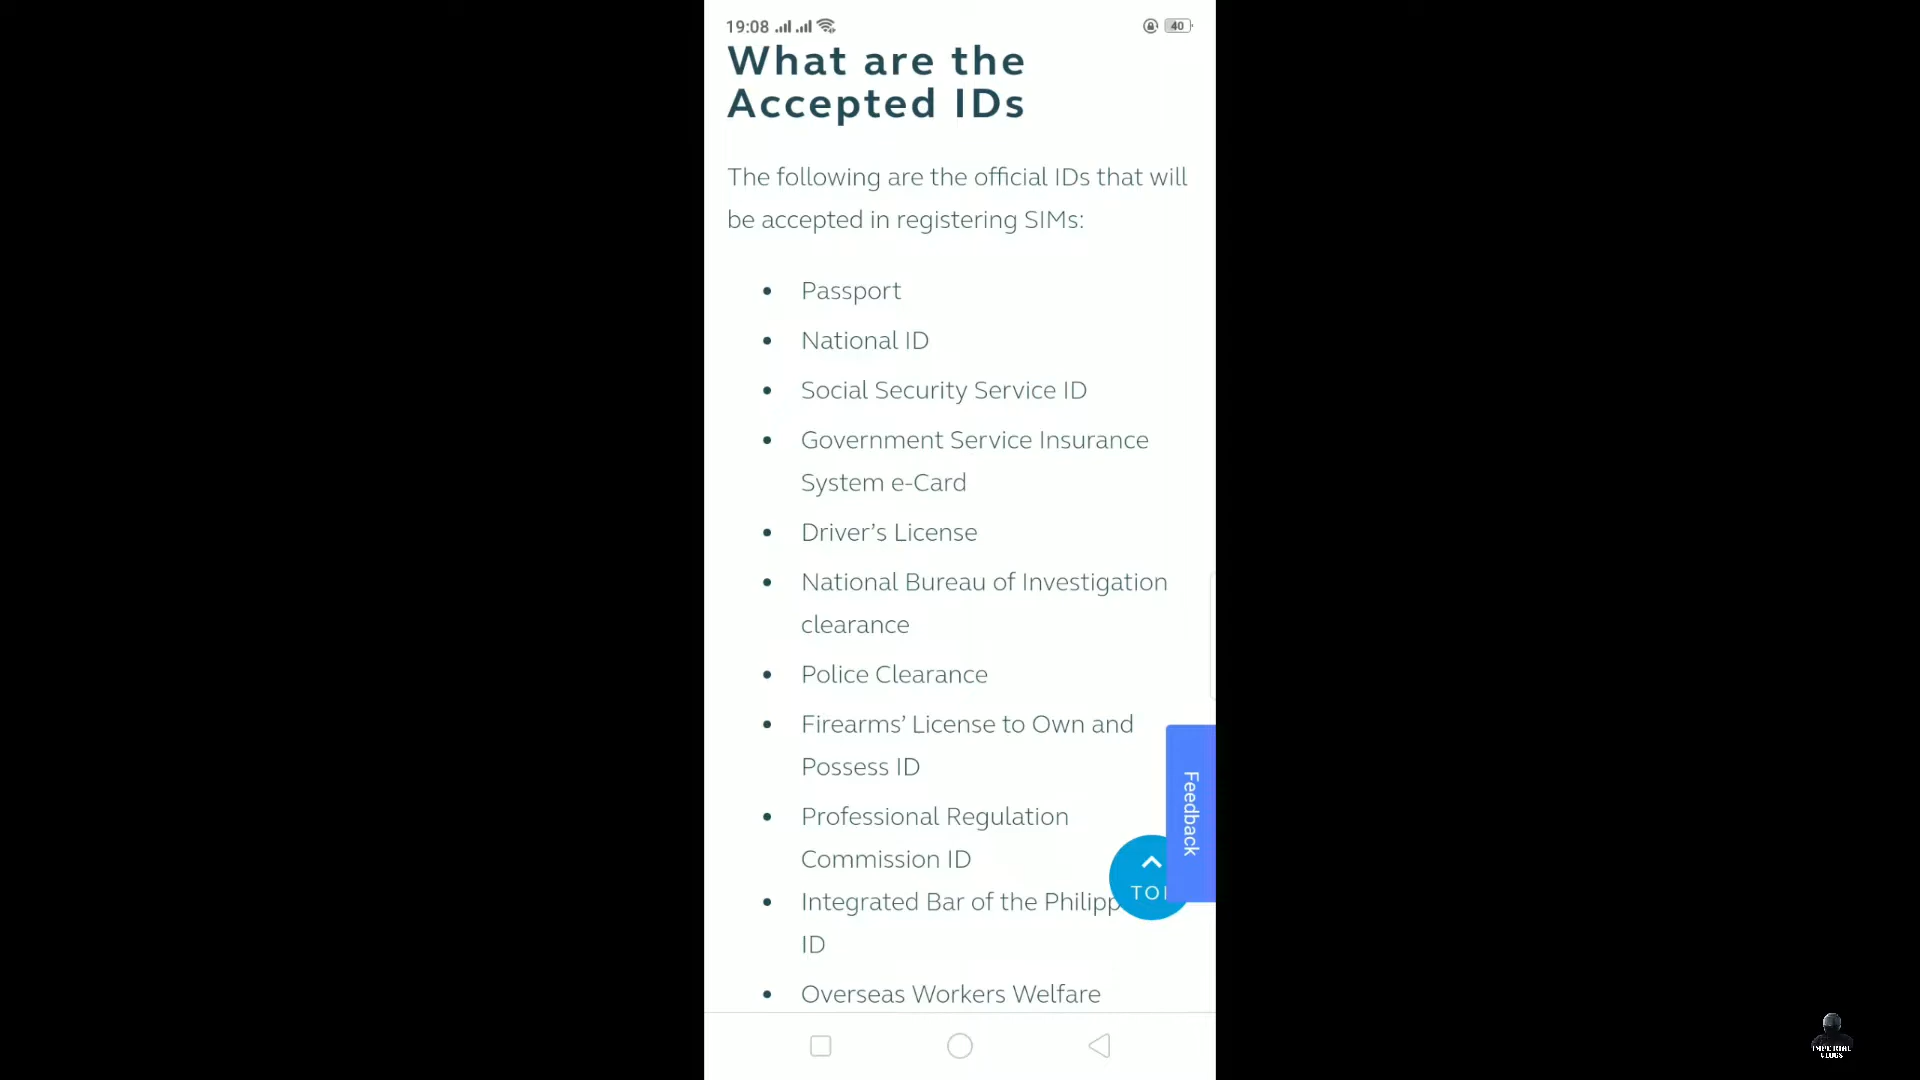 19:08
40
What are the
Accepted IDs
The following are the official IDs that will
be accepted in registering SIMs:
• Passport
• National ID
• Social Security Service ID
• Government Service Insurance
System e-Card
• Driver’s License
• National Bureau of Investigation
clearance
• Police Clearance
• Firearms’ License to Own and
Possess ID
• Professional Regulation
Commission ID
• Integrated Bar of the Philipp
ID
• Overseas Workers Welfare
Feedback
TO
IMPERIAL
VLOGS